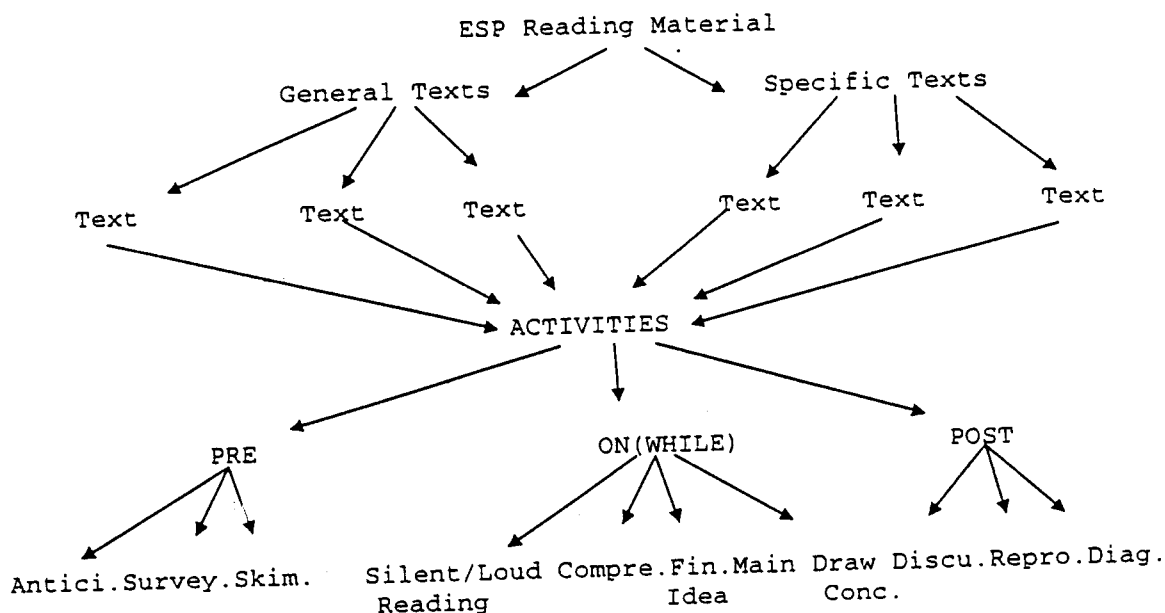 ESP Reading Material
General Texts
Specific Texts
Text
Text
Text
Text
Text
Text
ACTIVITIES
PRE
ON(WHILE)
POST
Antici.Survey.Skim.
Silent/Loud Reading
Compre.Fin.Main Idea
Draw Conc.
Discu.Repro.Diag.